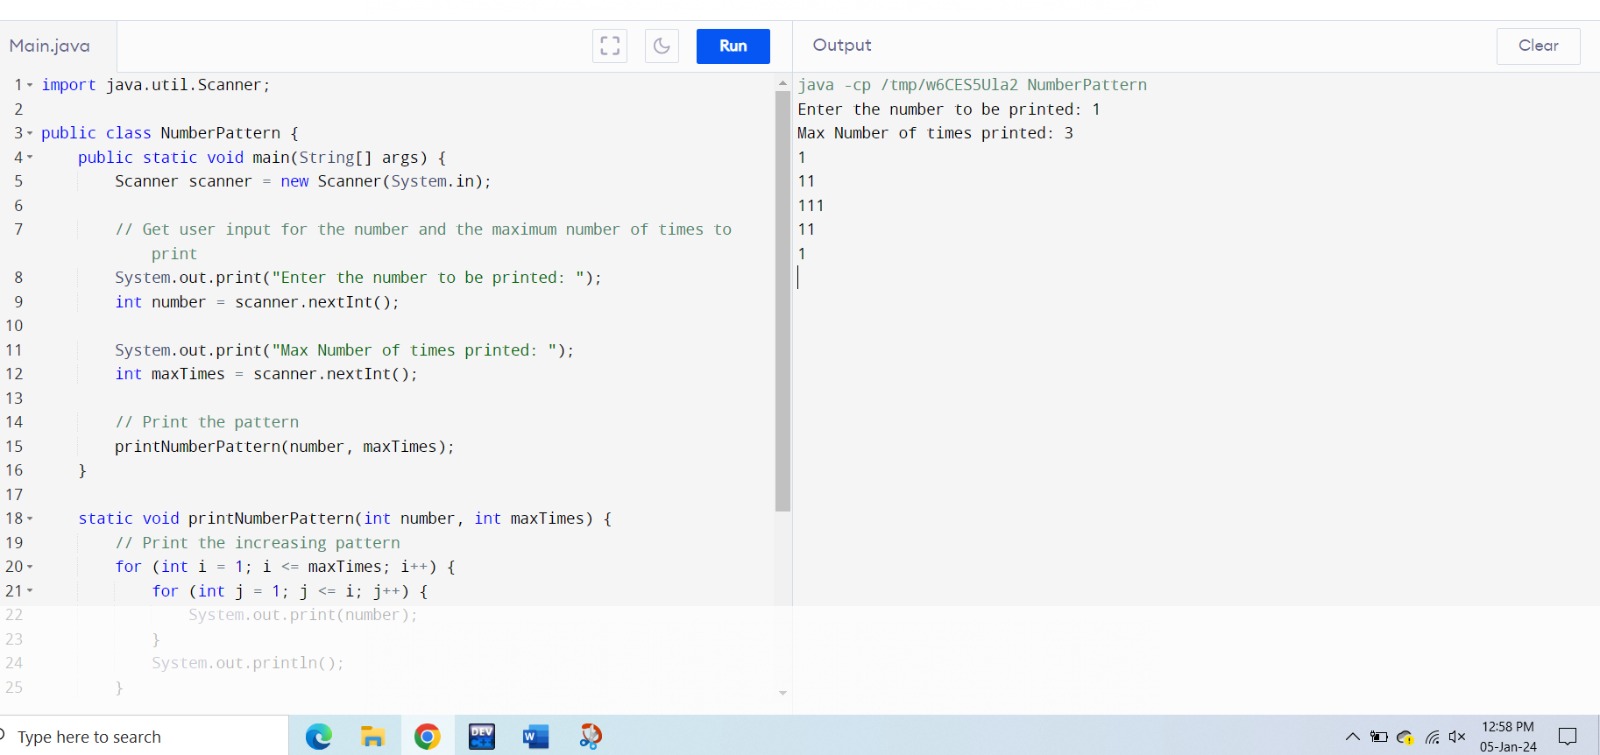 Main.java
Run
Output
Clear
1 import java.util.Scanner;
2
3 public class NumberPattern {
4     public static void main(String[] args) {
5         Scanner scanner = new Scanner(System.in);
6
7         // Get user input for the number and the maximum number of times to
            print
8         System.out.print("Enter the number to be printed: ");
9         int number = scanner.nextInt();
10
11         System.out.print("Max Number of times printed: ");
12         int maxTimes = scanner.nextInt();
13
14         // Print the pattern
15         printNumberPattern(number, maxTimes);
16     }
17
18     static void printNumberPattern(int number, int maxTimes) {
19         // Print the increasing pattern
20         for (int i = 1; i <= maxTimes; i++) {
21             for (int j = 1; j <= i; j++) {
22                 System.out.print(number);
23             }
24             System.out.println();
25         }
java -cp /tmp/w6CES5Ula2 NumberPattern
Enter the number to be printed: 1
Max Number of times printed: 3
1
11
111
11
1
Type here to search
DEV
W
12:58 PM
05-Jan-24